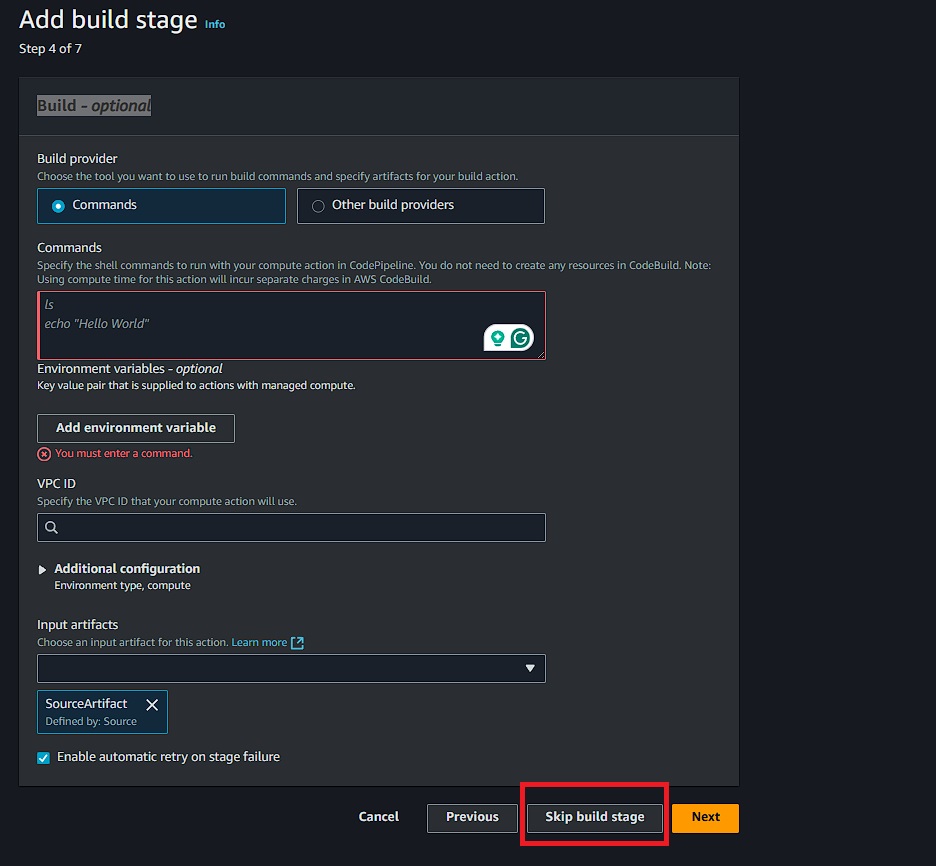 Add build stage Info
Step 4 of 7
Build - optional
Build provider
Choose the tool you want to use to run build commands and specify artifacts for your build action.
Commands
Other build providers
Commands
Specify the shell commands to run with your compute action in CodePipeline. You do not need to create any resources in CodeBuild. Note:
Using compute time for this action will incur separate charges in AWS CodeBuild.
ls
echo "Hello World"
Environment variables - optional
Key value pair that is supplied to actions with managed compute.
Add environment variable
You must enter a command.
VPC ID
Specify the VPC ID that your compute action will use.
Additional configuration
Environment type, compute
Input artifacts
Choose an input artifact for this action. Learn more
SourceArtifact
Defined by: Source
Enable automatic retry on stage failure
Cancel
Previous
Skip build stage
Next